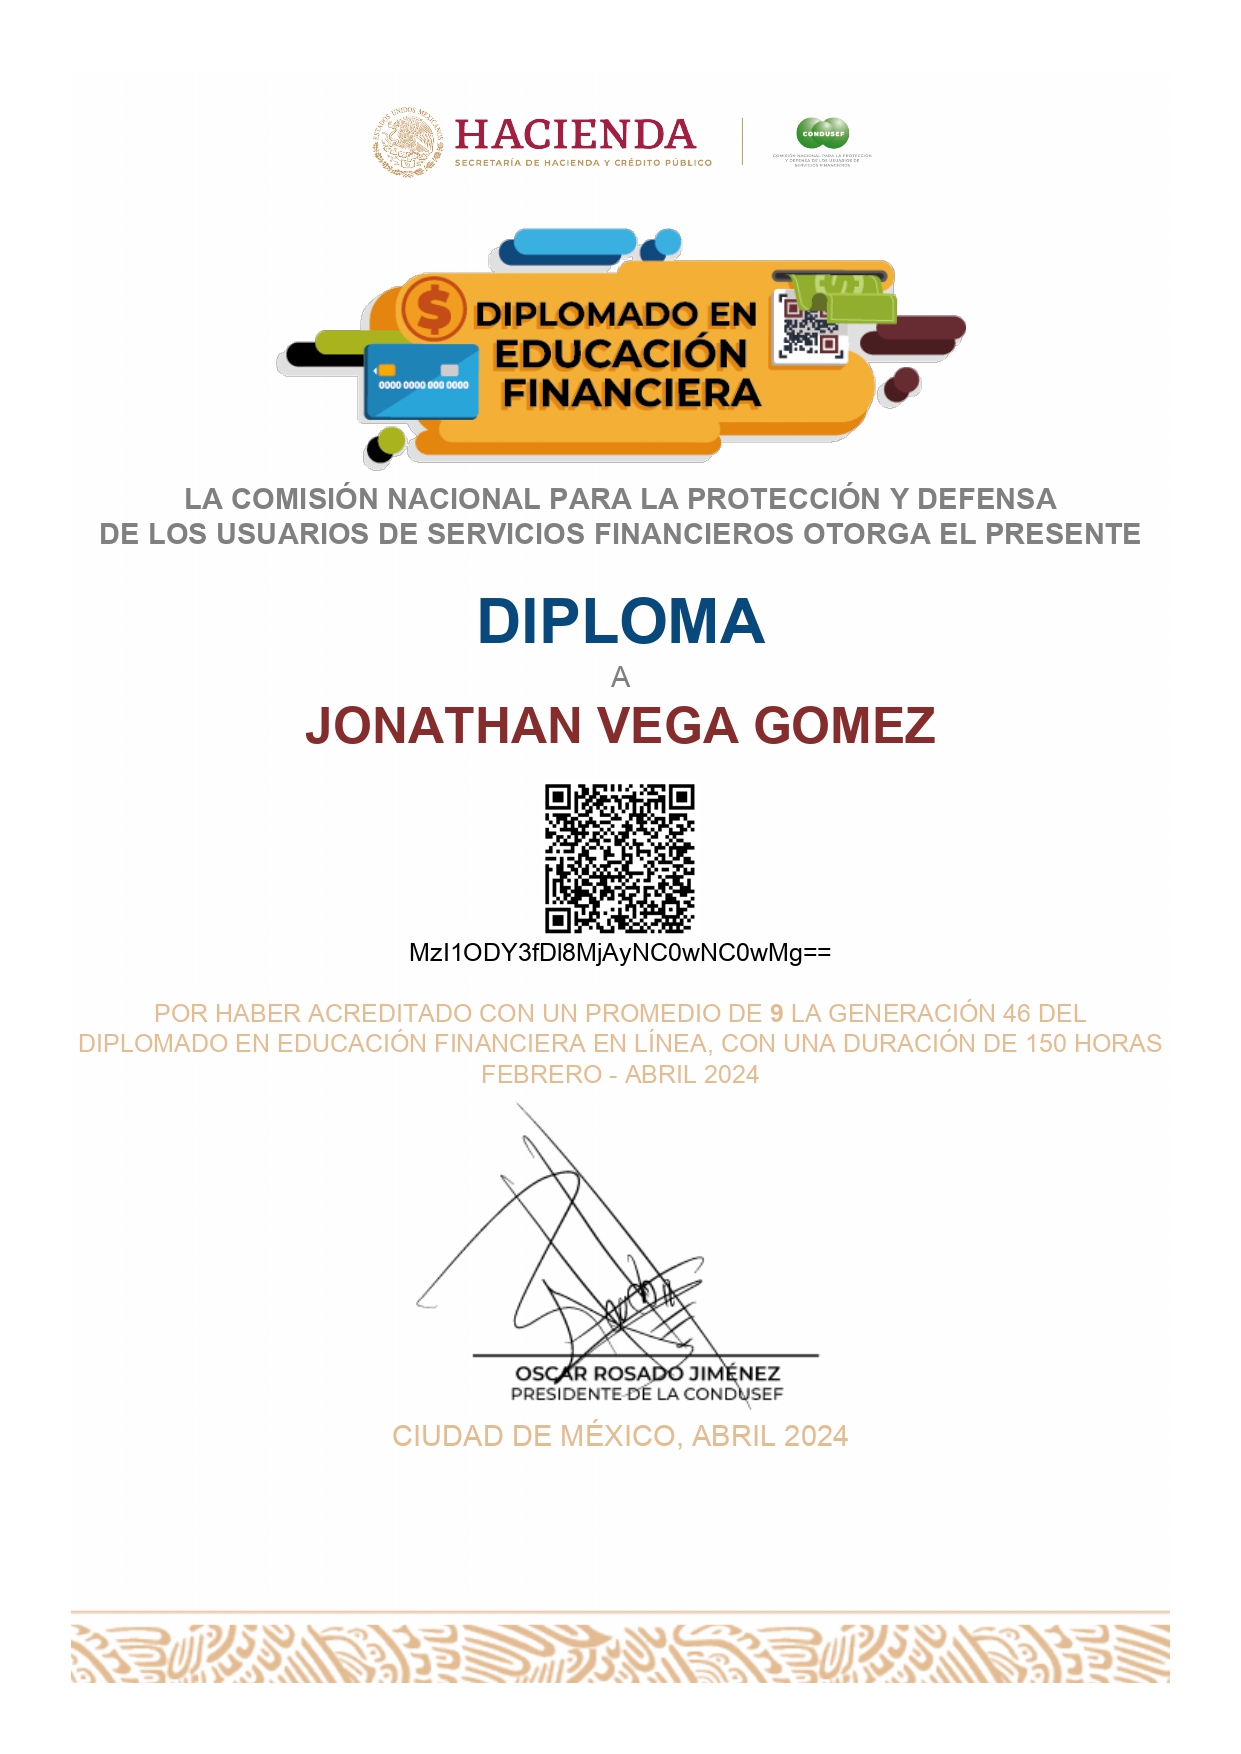 ESTADOS UNIDOS MEXICANOS
HACIENDA
SECRETARÍA DE HACIENDA Y CRÉDITO PÚBLICO
CONDUSEF
COMISIÓN NACIONAL PARA LA PROTECCIÓN
Y DEFENSA DE LOS USUARIOS DE
SERVICIOS FINANCIEROS
$
DIPLOMADO EN
EDUCACIÓN
FINANCIERA
0000 0000 000 0000
LA COMISIÓN NACIONAL PARA LA PROTECCIÓN Y DEFENSA
DE LOS USUARIOS DE SERVICIOS FINANCIEROS OTORGA EL PRESENTE
DIPLOMA
A
JONATHAN VEGA GOMEZ
MzI1ODY3fDI8MjAyNC0wNC0wMg==
POR HABER ACREDITADO CON UN PROMEDIO DE 9 LA GENERACIÓN 46 DEL
DIPLOMADO EN EDUCACIÓN FINANCIERA EN LÍNEA, CON UNA DURACIÓN DE 150 HORAS
FEBRERO - ABRIL 2024
OSCAR ROSADO JIMÉNEZ
PRESIDENTE DE LA CONDUSEF
CIUDAD DE MÉXICO, ABRIL 2024